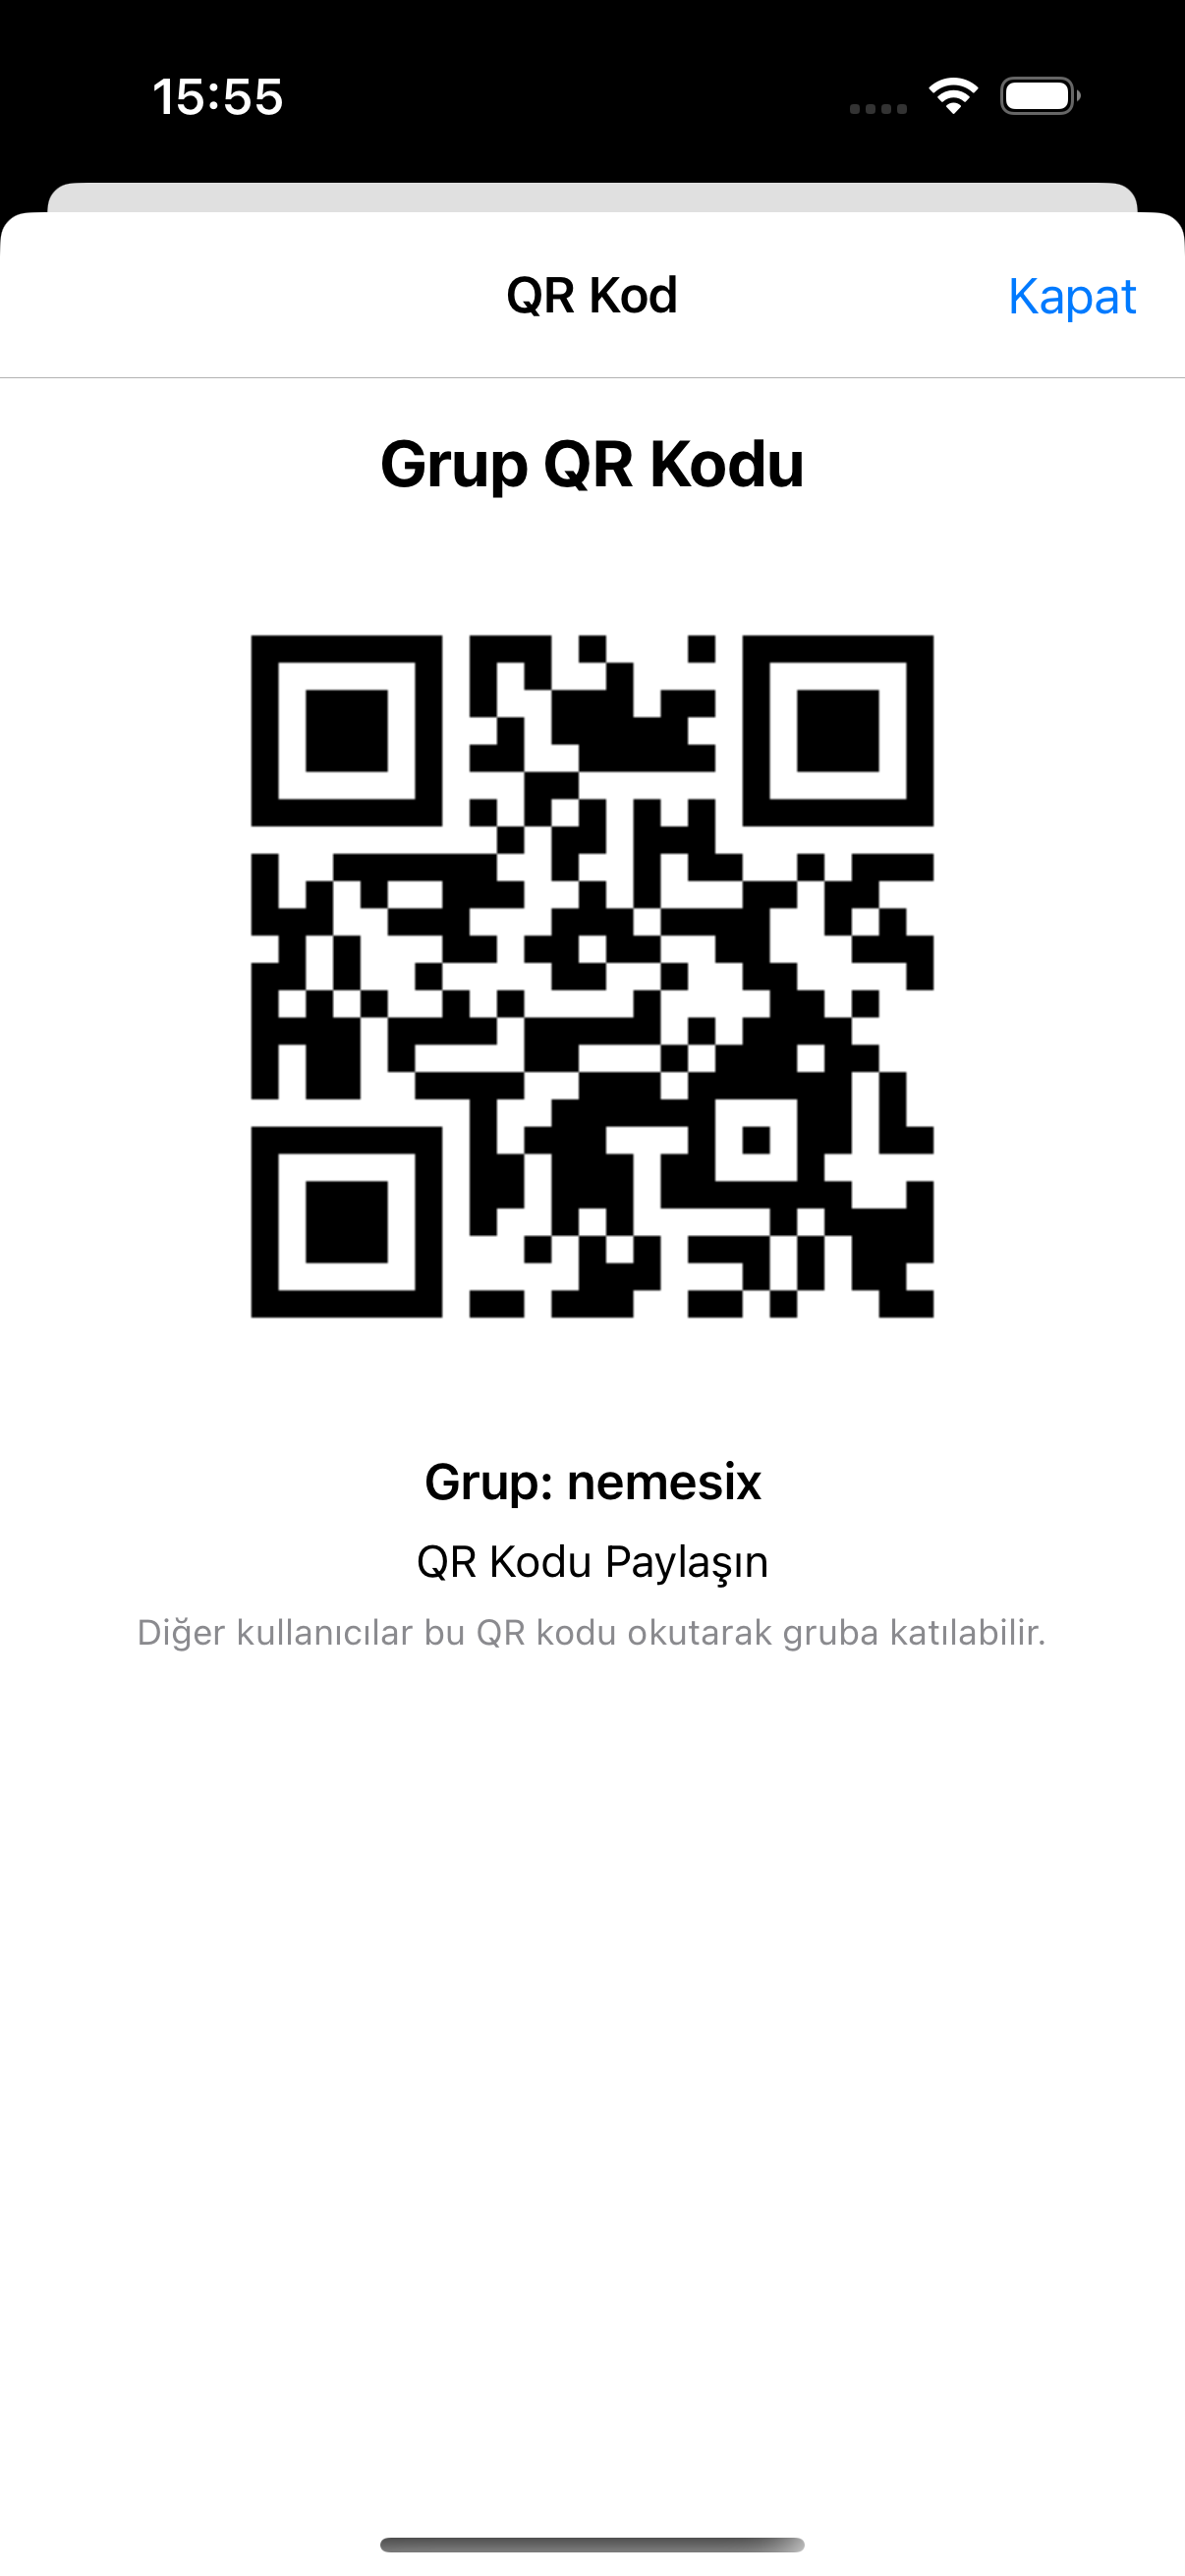 15:55
QR Kod
Kapat
Grup QR Kodu
Grup: nemesix
QR Kodu Paylaşın
Diğer kullanıcılar bu QR kodu okutarak gruba katılabilir.